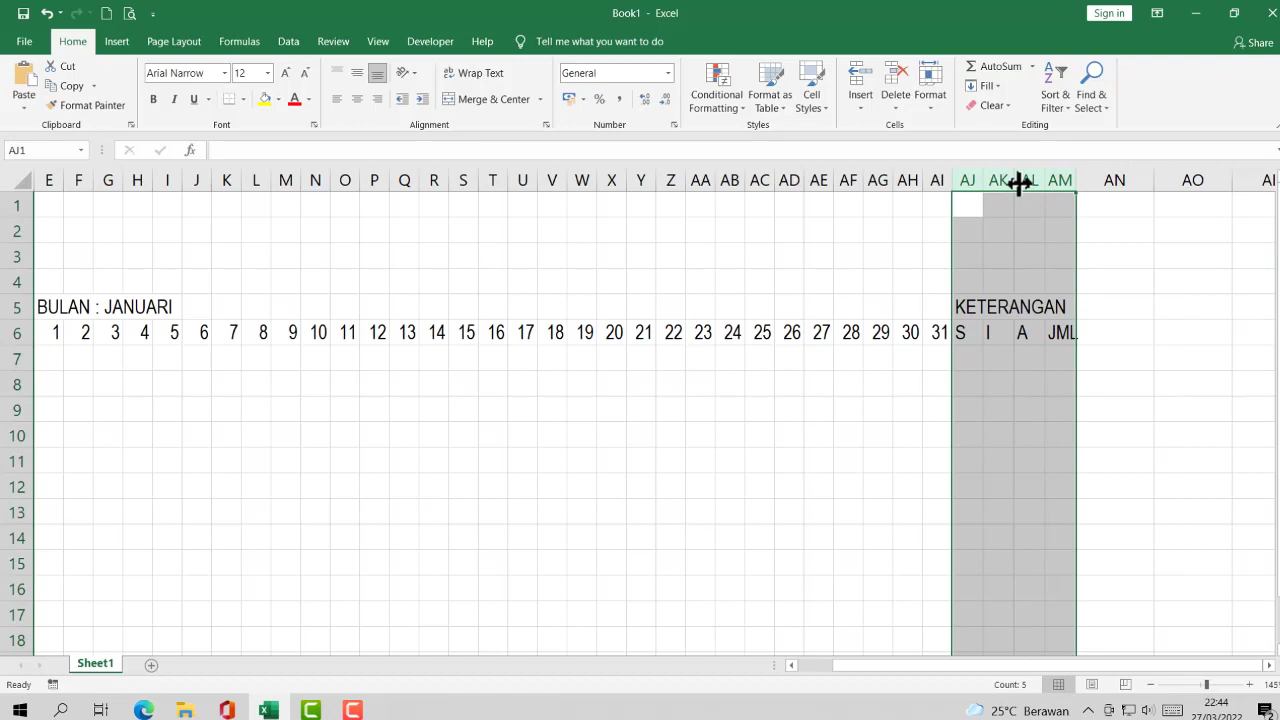 Book1 - Excel
Sign in
File Home Insert Page Layout Formulas Data Review View Developer Help Tell me what you want to do Share
Paste Cut Copy Format Painter
Arial Narrow 12
B I U A
Wrap Text
Merge & Center
General
% ,
Conditional Formatting
Format as Table
Cell Styles
Insert Delete Format
AutoSum
Fill
Clear
Sort & Filter
Find & Select
Clipboard Font Alignment Number Styles Cells Editing
AJ1 fx
E F G H I J K L M N O P Q R S T U V W X Y Z AA AB AC AD AE AF AG AH AI AJ AK AL AM AN AO
1
2
3
4
5 BULAN : JANUARI KETERANGAN
6 1 2 3 4 5 6 7 8 9 10 11 12 13 14 15 16 17 18 19 20 21 22 23 24 25 26 27 28 29 30 31 S I A JML
7
8
9
10
11
12
13
14
15
16
17
18
Sheet1
Ready Count: 5 145
25°C Berawan 22:44
27/03/2022